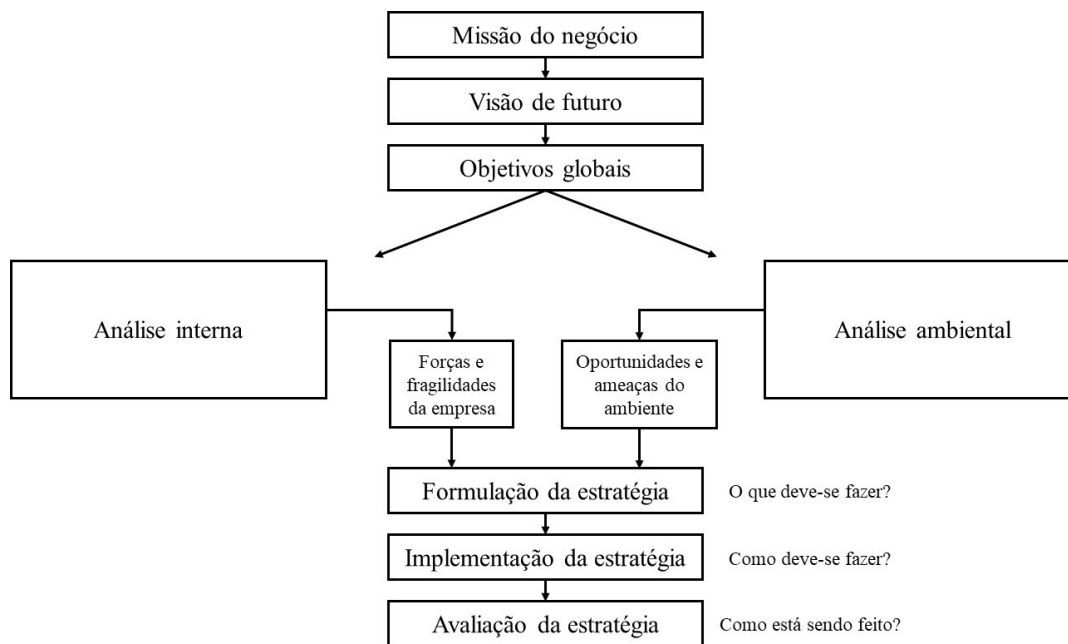 Missão do negócio
Visão de futuro
Objetivos globais
Análise interna
Análise ambiental
Forças e
fragilidades
da empresa
Oportunidades e
ameaças do
ambiente
Formulação da estratégia
O que deve-se fazer?
Implementação da estratégia
Como deve-se fazer?
Avaliação da estratégia
Como está sendo feito?